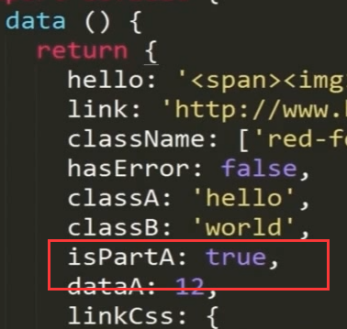 data () {
return {
hello: '<span><img
link: 'http://www.
className: ['red-f
hasError: false,
classA: 'hello',
classB: 'world',
isPartA: true,
dataA: 12,
linkCss: {